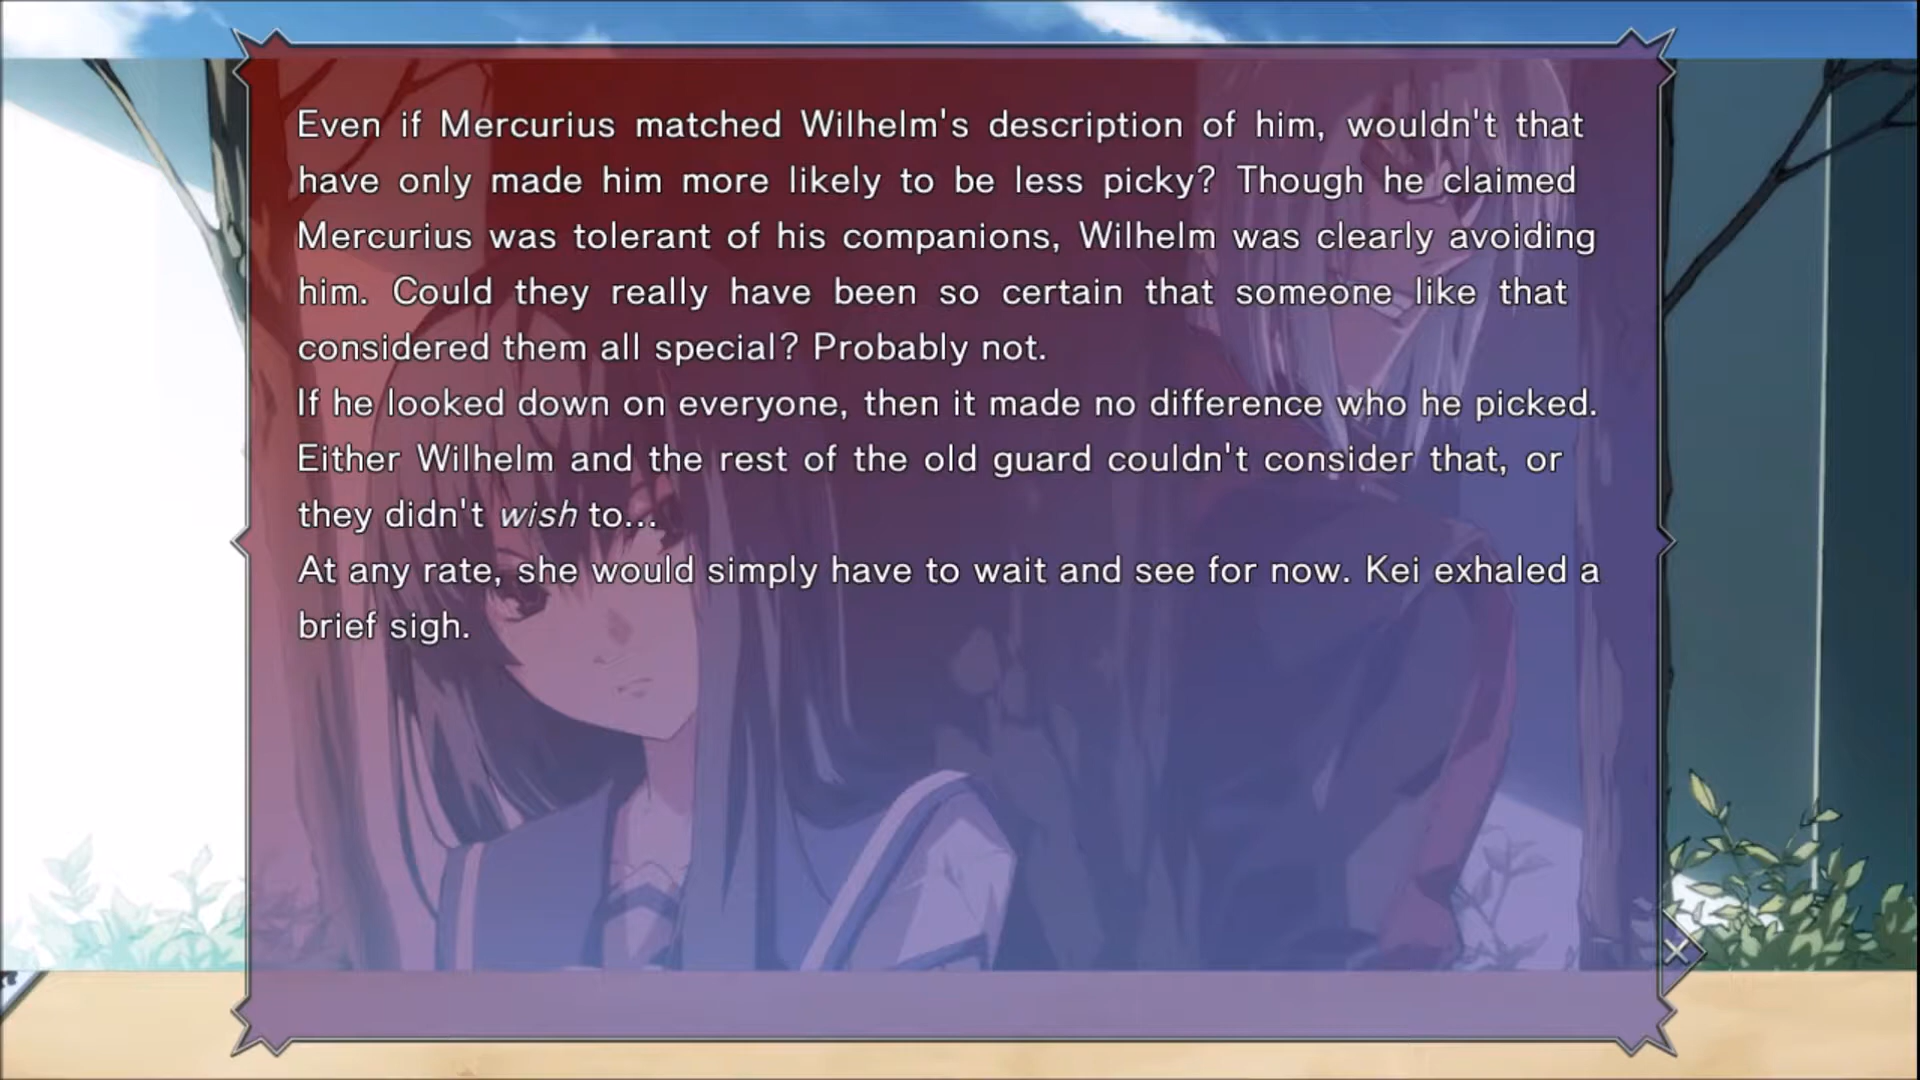 Even if Mercurius matched Wilhelm's description of him, wouldn't that
have only made him more likely to be less picky? Though he claimed
Mercurius was tolerant of his companions, Wilhelm was clearly avoiding
him. Could they really have been so certain that someone like that
considered them all special? Probably not.
If he looked down on everyone, then it made no difference who he picked.
Either Wilhelm and the rest of the old guard couldn't consider that, or
they didn't wish to...
At any rate, she would simply have to wait and see for now. Kei exhaled a
brief sigh.